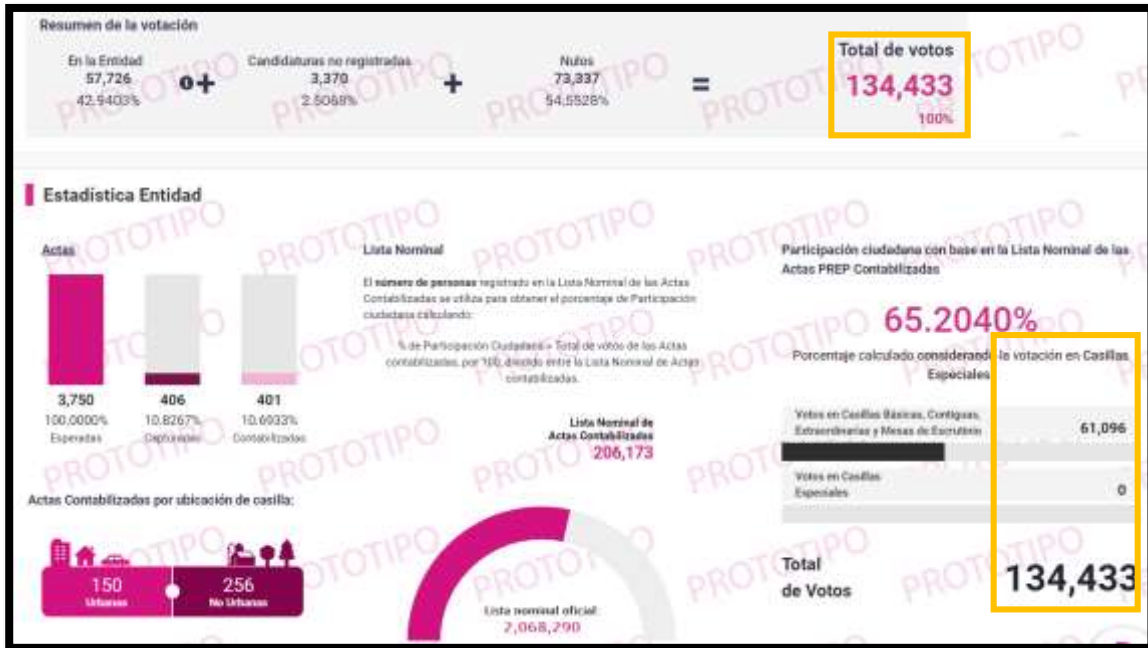 Resumen de la votación
En la Entidad
57,726
42.9403%
+
Candidaturas no registradas
3,370
2.5068%
+
Nulos
73,337
54.5528%
=
Total de votos
134,433
100%
Estadística Entidad
Actas
3,750
100.0000%
Esperadas
406
10.8267%
Capturadas
401
10.6933%
Contabilizadas
Actas Contabilizadas por ubicación de casilla:
150
Urbanas
256
No Urbanas
Lista Nominal
El número de personas registrado en la Lista Nominal de las Actas
Contabilizadas se utiliza para obtener el porcentaje de Participación
ciudadana calculando:
% de Participación Ciudadana = Total de votos de las Actas
contabilizadas, por 100, dividido entre la Lista Nominal de Actas
contabilizadas.
Lista Nominal de
Actas Contabilizadas
206,173
Lista nominal oficial:
2,068,290
Participación ciudadana con base en la Lista Nominal de las
Actas PREP Contabilizadas
65.2040%
Porcentaje calculado considerando la votación en Casillas
Especiales
Votos en Casillas Básicas, Contiguas,
Extraordinarias y Mesas de Escrutinio
61,096
Votos en Casillas
Especiales
0
Total
de Votos
134,433
PROTOTIPO